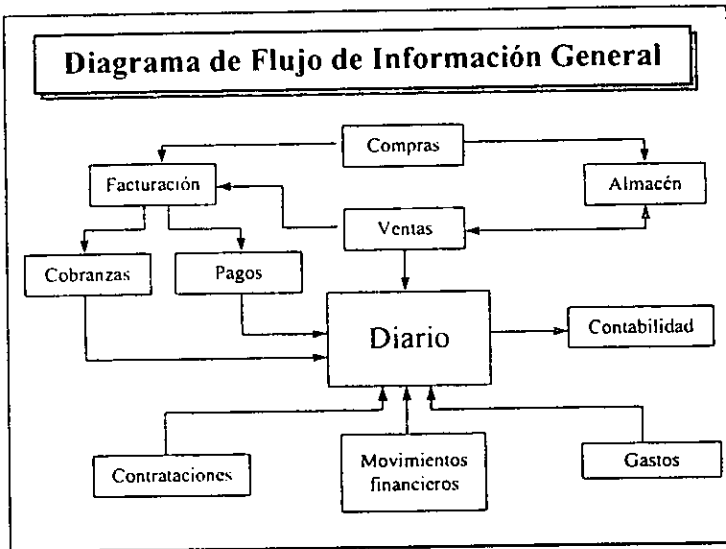 Diagrama de Flujo de Información General
Compras
Facturación
Almacén
Ventas
Cobranzas
Pagos
Diario
Contabilidad
Contrataciones
Movimientos
financieros
Gastos